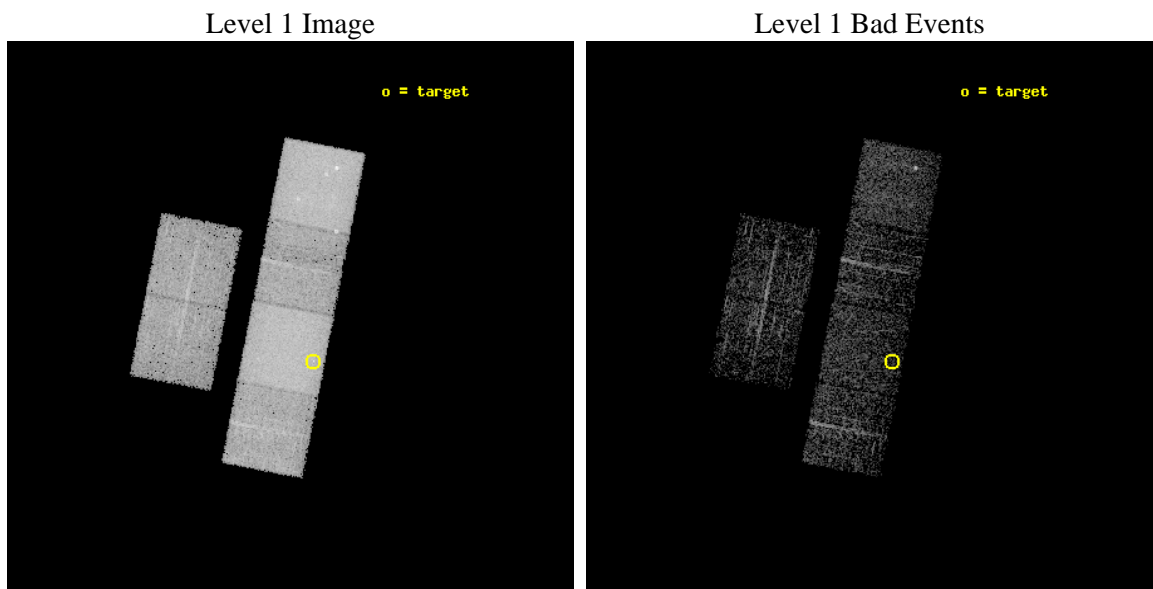 Level 1 Image
Level 1 Bad Events
o = target
o = target